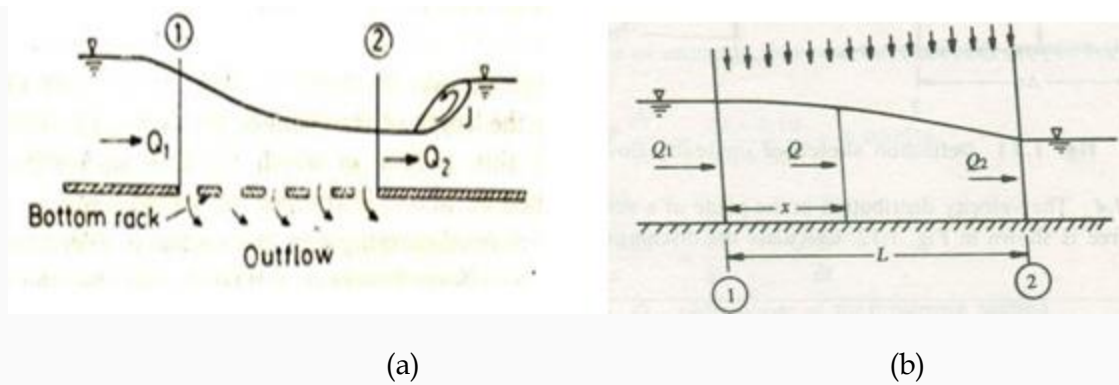 ① ②
Q₁
J
Q₂
Bottom rack
Outflow
Q₁ Q Q₂
x
L
① ②
(a) (b)